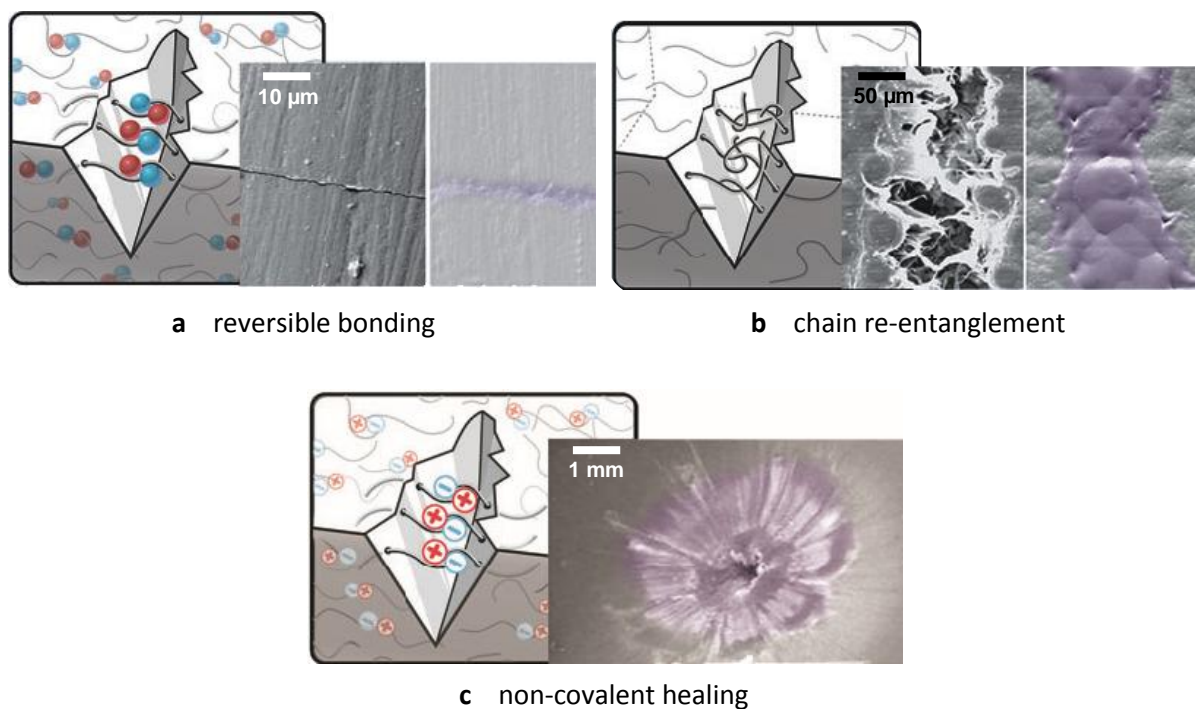 10 µm
50 µm
a reversible bonding
b chain re-entanglement
1 mm
c non-covalent healing